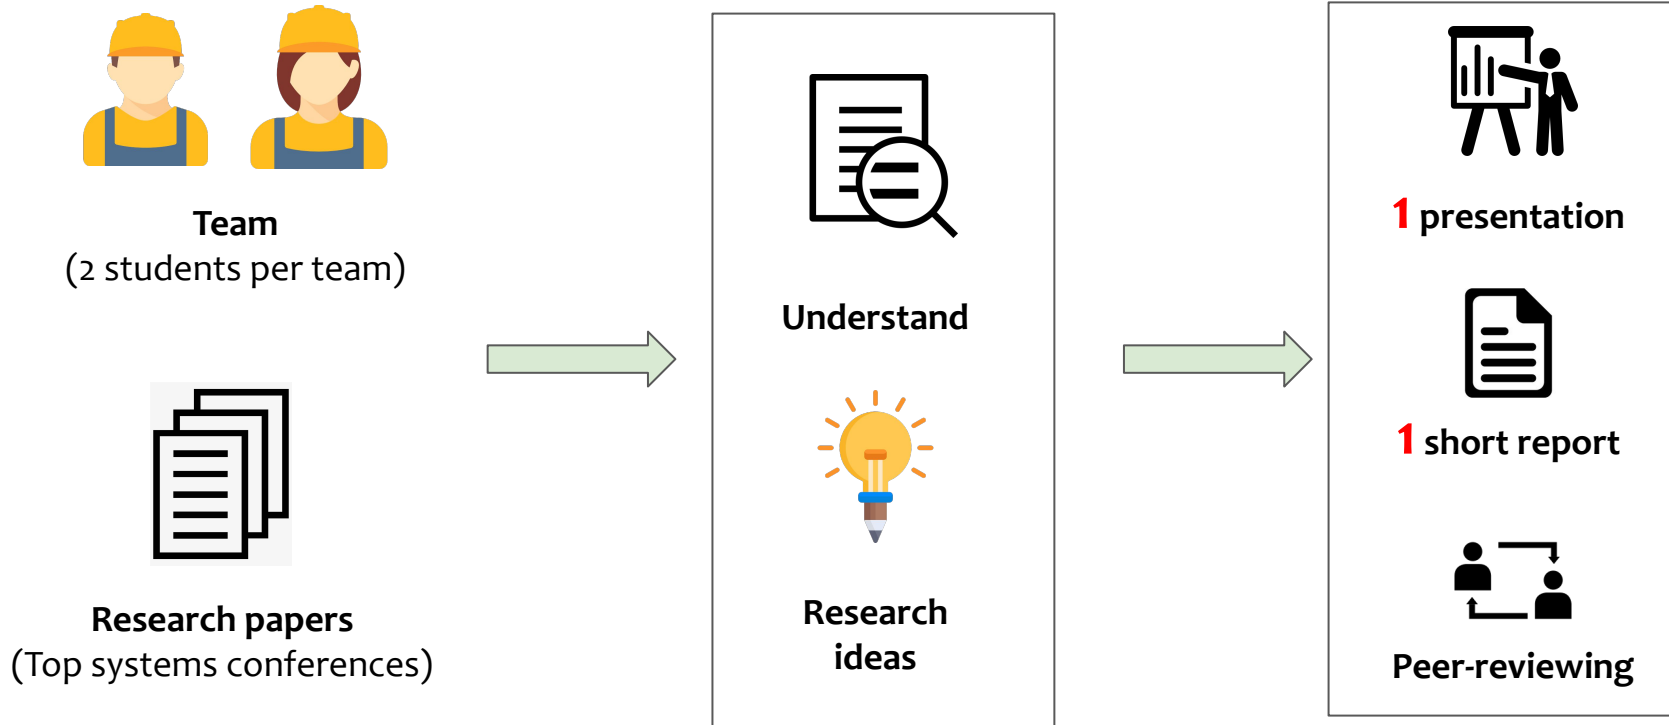 Team
(2 students per team)
Research papers
(Top systems conferences)
Understand
Research
ideas
1 presentation
1 short report
Peer-reviewing